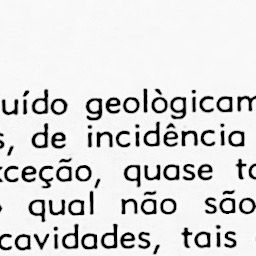 uído geològicam
s, de incidência
xceção, quase to
qual não são
cavidades, tais